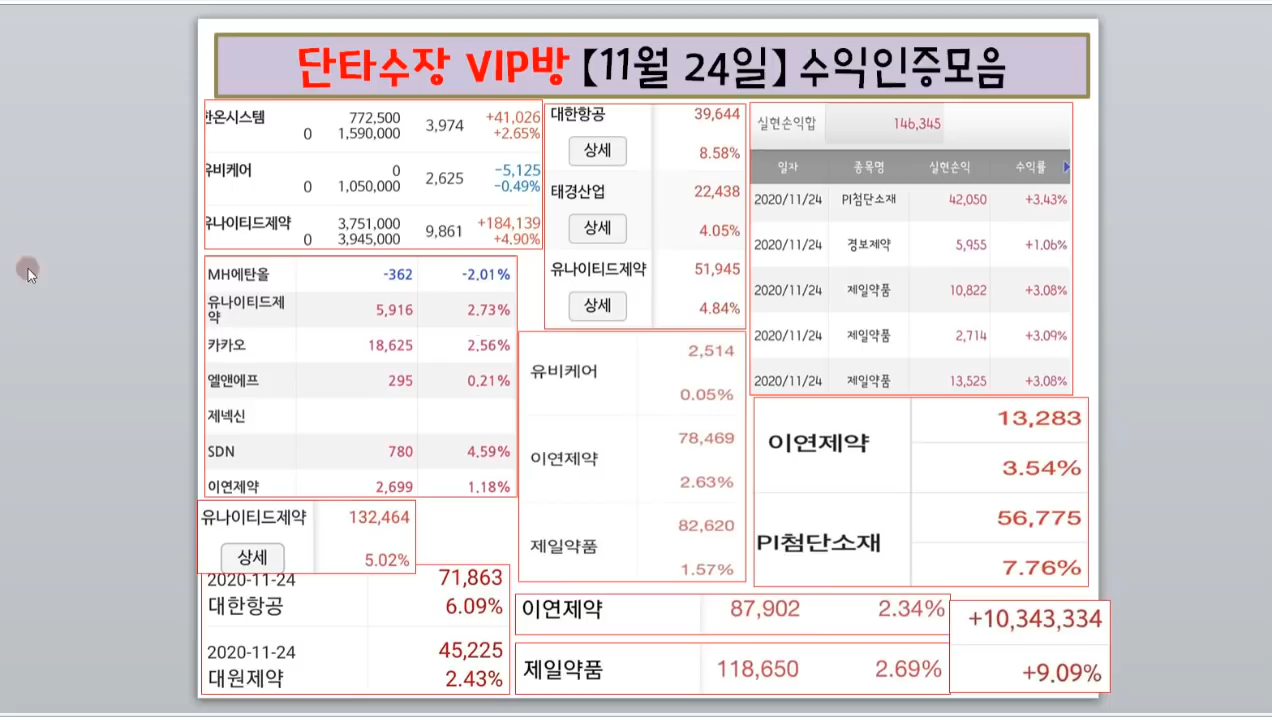 단타수장 VIP방 【11월 24일】 수익인증모음
한온시스템 772,500 3,974 +41,026
0 1,590,000 +2.65%
유비케어 0 2,625 -5,125
0 1,050,000 -0.49%
유나이티드제약 3,751,000 9,861 +184,139
0 3,945,000 +4.90%
MH에탄올 -362 -2.01%
유나이티드제
약 5,916 2.73%
카카오 18,625 2.56%
엘앤에프 295 0.21%
제넥신
SDN 780 4.59%
이연제약 2,699 1.18%
유나이티드제약 132,464
상세 5.02%
2020-11-24 71,863
대한항공 6.09%
2020-11-24 45,225
대원제약 2.43%
대한항공 39,644
상세 8.58%
태경산업 22,438
상세 4.05%
유나이티드제약 51,945
상세 4.84%
유비케어 2,514
0.05%
이연제약 78,469
2.63%
제일약품 82,620
1.57%
실현손익합 146,345
일자 종목명 실현손익 수익률
2020/11/24 PI첨단소재 42,050 +3.43%
2020/11/24 경보제약 5,955 +1.06%
2020/11/24 제일약품 10,822 +3.08%
2020/11/24 제일약품 2,714 +3.09%
2020/11/24 제일약품 13,525 +3.08%
이연제약 13,283
3.54%
PI첨단소재 56,775
7.76%
이연제약 87,902 2.34%
제일약품 118,650 2.69%
+10,343,334
+9.09%